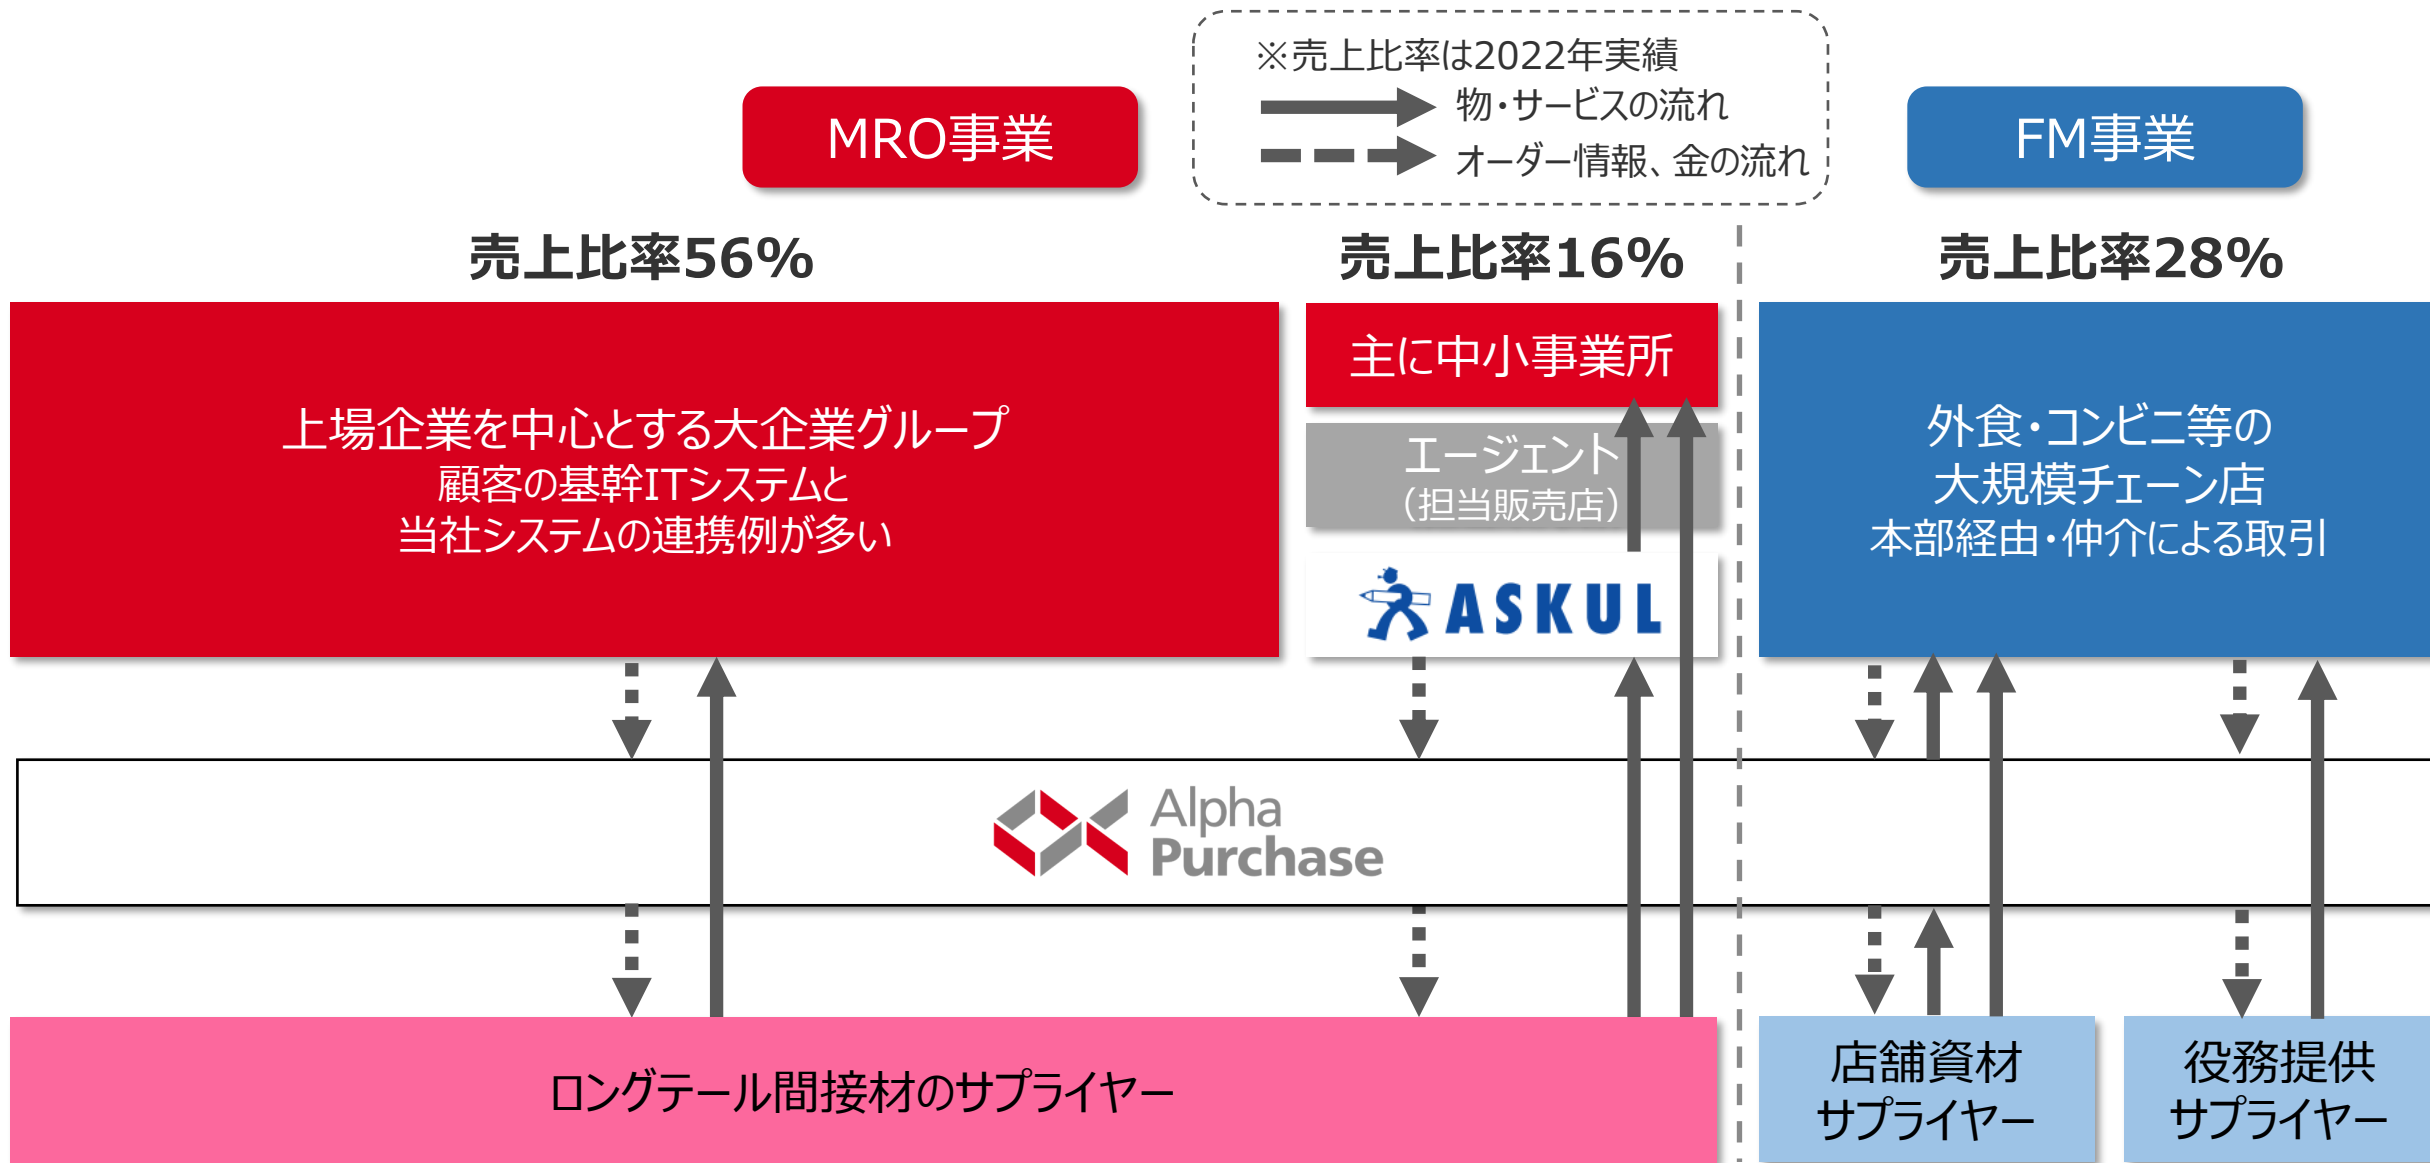 ※売上比率は2022年実績
物・サービスの流れ
オーダー情報、金の流れ
MRO事業
FM事業
売上比率56%
売上比率16%
売上比率28%
上場企業を中心とする大企業グループ
顧客の基幹ITシステムと
当社システムの連携例が多い
主に中小事業所
エージェント
（担当販売店）
ASKUL
外食・コンビニ等の
大規模チェーン店
本部経由・仲介による取引
Alpha
Purchase
ロングテール間接材のサプライヤー
店舗資材
サプライヤー
役務提供
サプライヤー